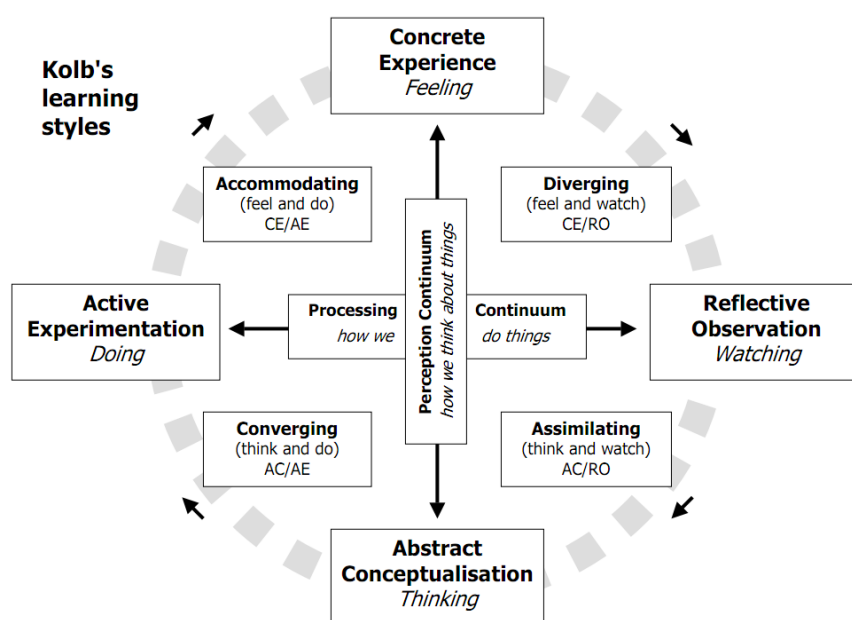 Kolb's
learning
styles
Concrete
Experience
Feeling
Accommodating
(feel and do)
CE/AE
Diverging
(feel and watch)
CE/RO
Active
Experimentation
Doing
Processing
how we
Perception Continuum
how we think about things
Continuum
do things
Reflective
Observation
Watching
Converging
(think and do)
AC/AE
Assimilating
(think and watch)
AC/RO
Abstract
Conceptualisation
Thinking